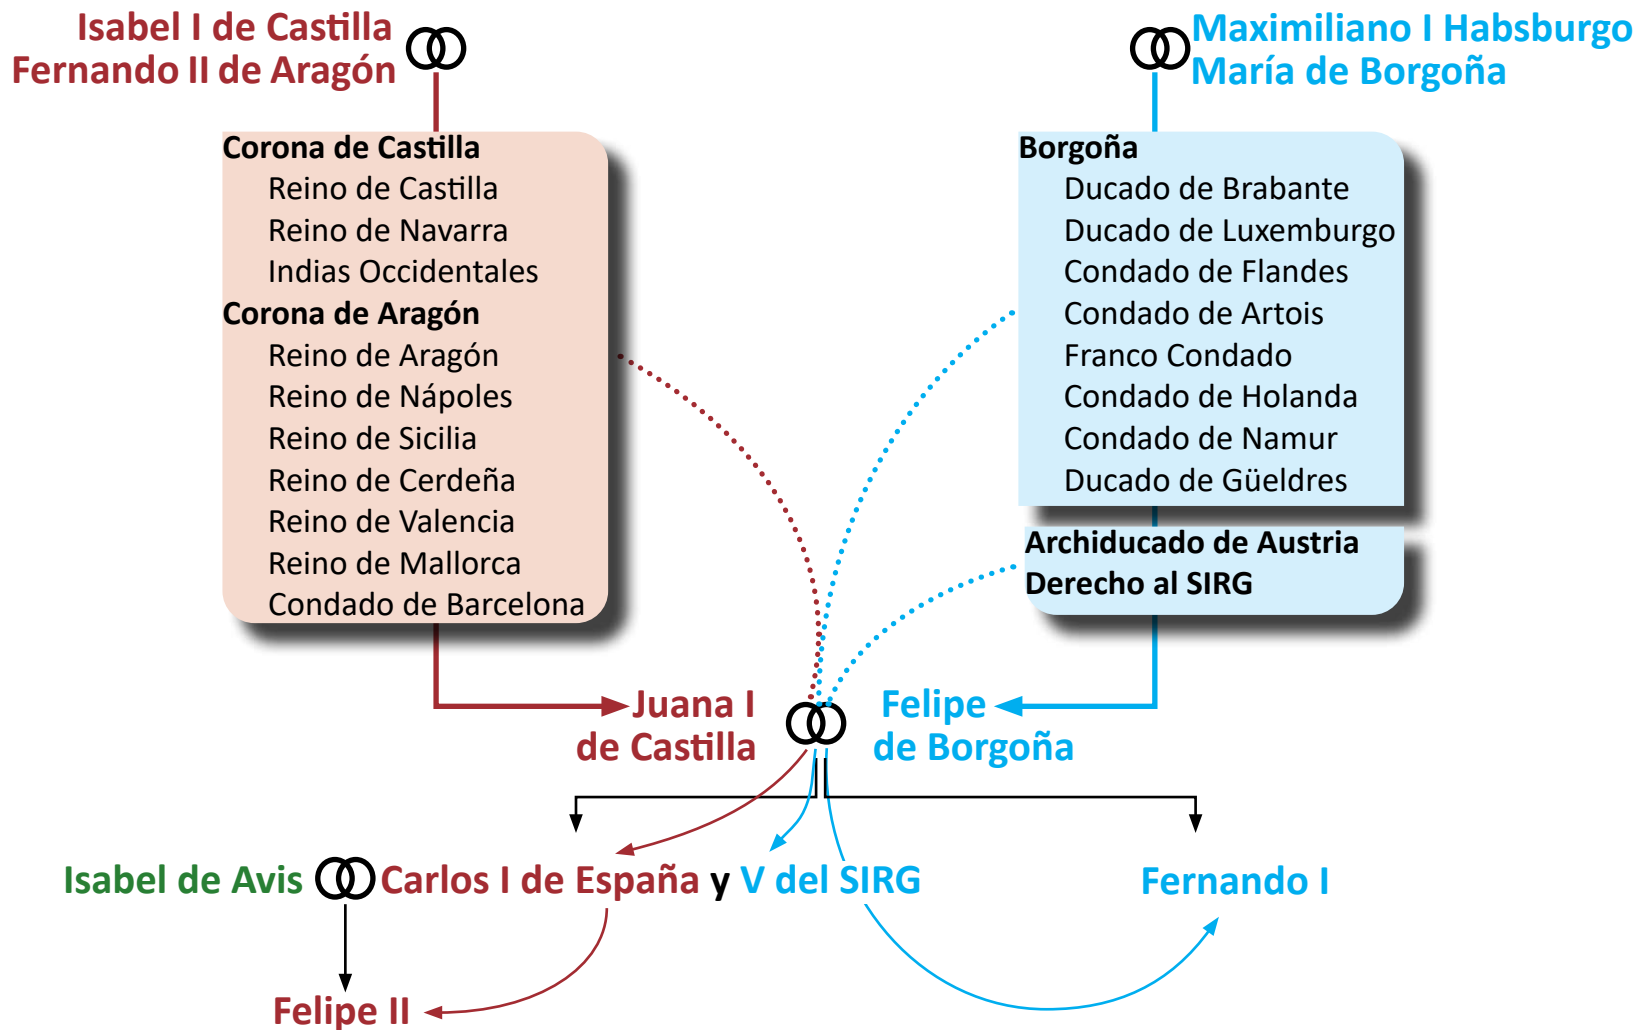 Isabel I de Castilla
Fernando II de Aragón
Maximiliano I Habsburgo
María de Borgoña
Corona de Castilla
Reino de Castilla
Reino de Navarra
Indias Occidentales
Corona de Aragón
Reino de Aragón
Reino de Nápoles
Reino de Sicilia
Reino de Cerdeña
Reino de Valencia
Reino de Mallorca
Condado de Barcelona
Borgoña
Ducado de Brabante
Ducado de Luxemburgo
Condado de Flandes
Condado de Artois
Franco Condado
Condado de Holanda
Condado de Namur
Ducado de Güeldres
Archiducado de Austria
Derecho al SIRG
Juana I
de Castilla
Felipe
de Borgoña
Isabel de Avis
Carlos I de España y V del SIRG
Fernando I
Felipe II